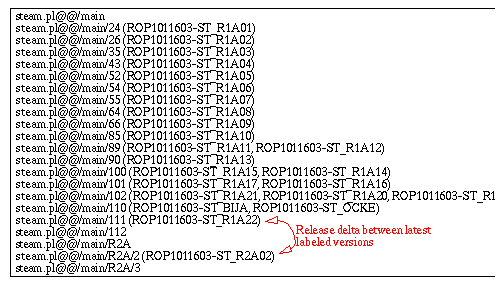 steam.pl@@/main
steam.pl@@/main/24 (ROP1011603-ST_R1A01)
steam.pl@@/main/26 (ROP1011603-ST_R1A02)
steam.pl@@/main/35 (ROP1011603-ST_R1A03)
steam.pl@@/main/43 (ROP1011603-ST_R1A04)
steam.pl@@/main/52 (ROP1011603-ST_R1A05)
steam.pl@@/main/54 (ROP1011603-ST_R1A06)
steam.pl@@/main/55 (ROP1011603-ST_R1A07)
steam.pl@@/main/64 (ROP1011603-ST_R1A08)
steam.pl@@/main/66 (ROP1011603-ST_R1A09)
steam.pl@@/main/85 (ROP1011603-ST_R1A10)
steam.pl@@/main/89 (ROP1011603-ST_R1A11, ROP1011603-ST_R1A12)
steam.pl@@/main/90 (ROP1011603-ST_R1A13)
steam.pl@@/main/100 (ROP1011603-ST_R1A15, ROP1011603-ST_R1A14)
steam.pl@@/main/101 (ROP1011603-ST_R1A17, ROP1011603-ST_R1A16)
steam.pl@@/main/102 (ROP1011603-ST_R1A21, ROP1011603-ST_R1A20, ROP1011603-ST_R1
steam.pl@@/main/110 (ROP1011603-ST_BIJA, ROP1011603-ST_OCKE)
steam.pl@@/main/111 (ROP1011603-ST_R1A22)
steam.pl@@/main/112
Release delta between latest
labeled versions
steam.pl@@/main/R2A
steam.pl@@/main/R2A/2 (ROP1011603-ST_R2A02)
steam.pl@@/main/R2A/3